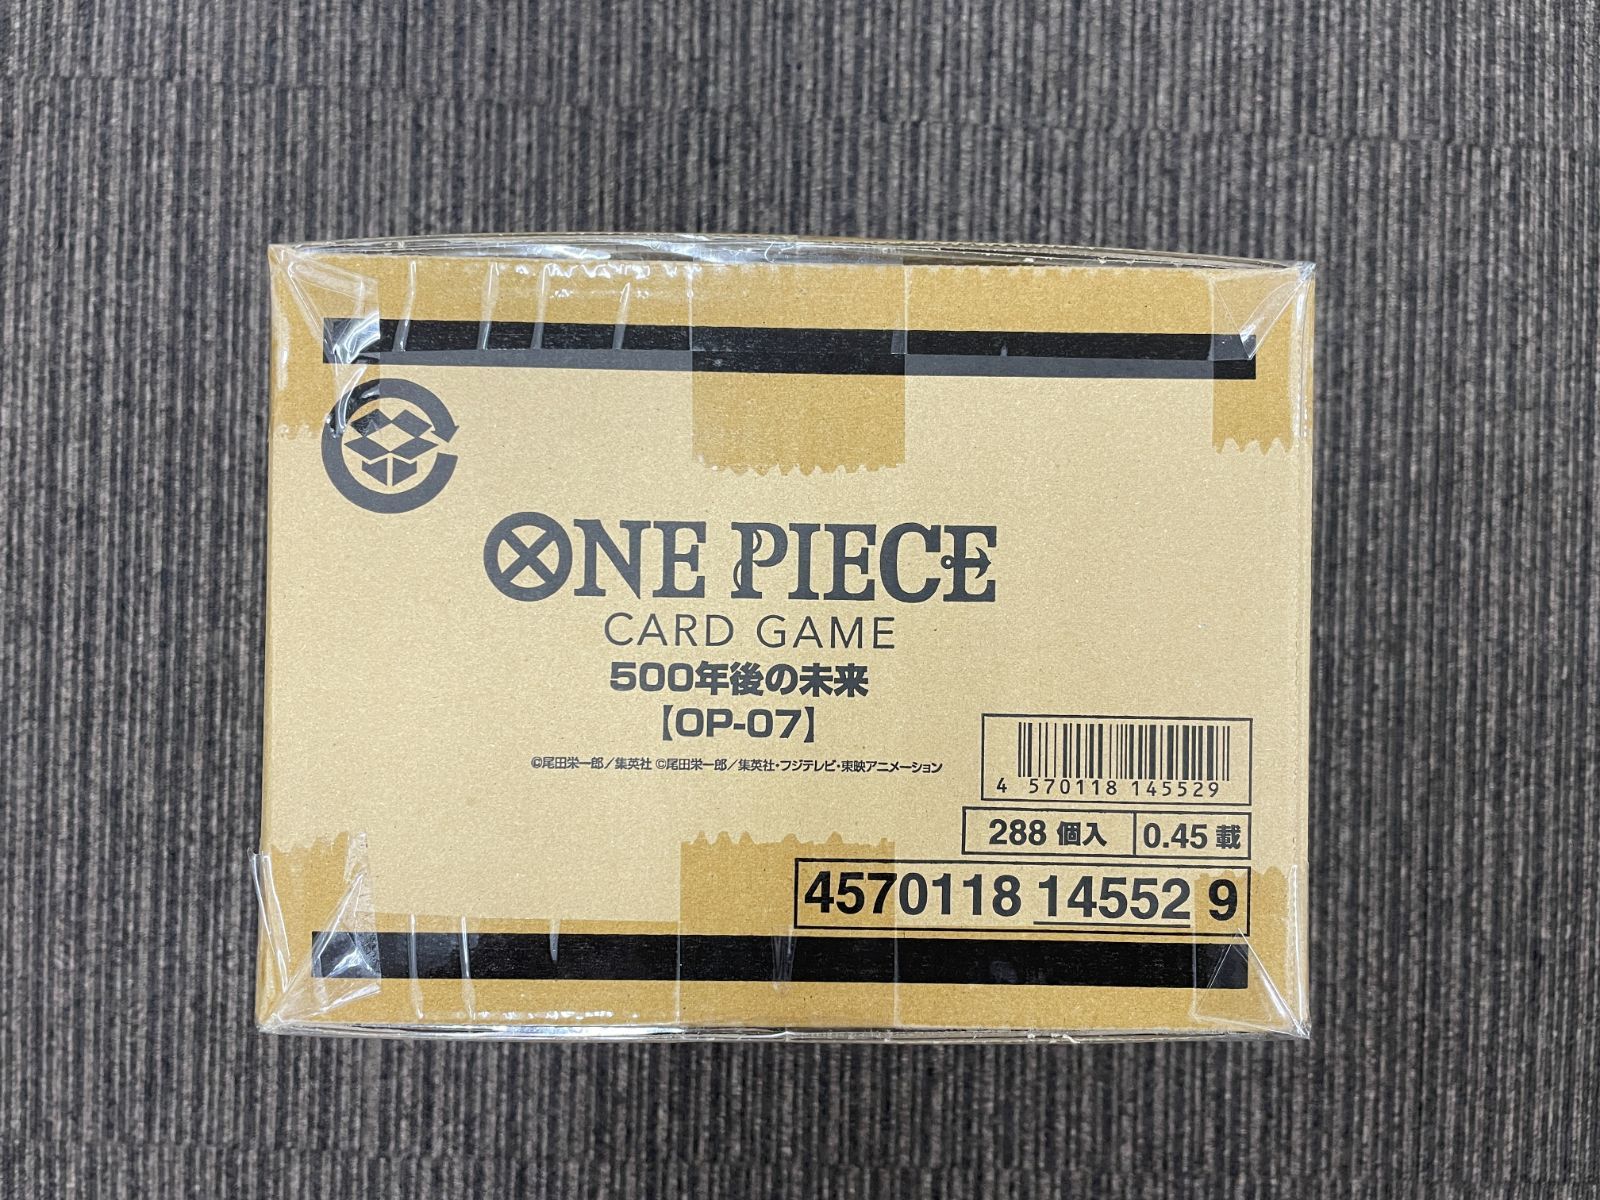 ONE PIECE
CARD GAME
500年後の未来
【OP-07】
©尾田栄一郎／集英社 ©尾田栄一郎／集英社・フジテレビ・東映アニメーション
4 570118 145529
288 個入 0.45 載
4570118 14552 9